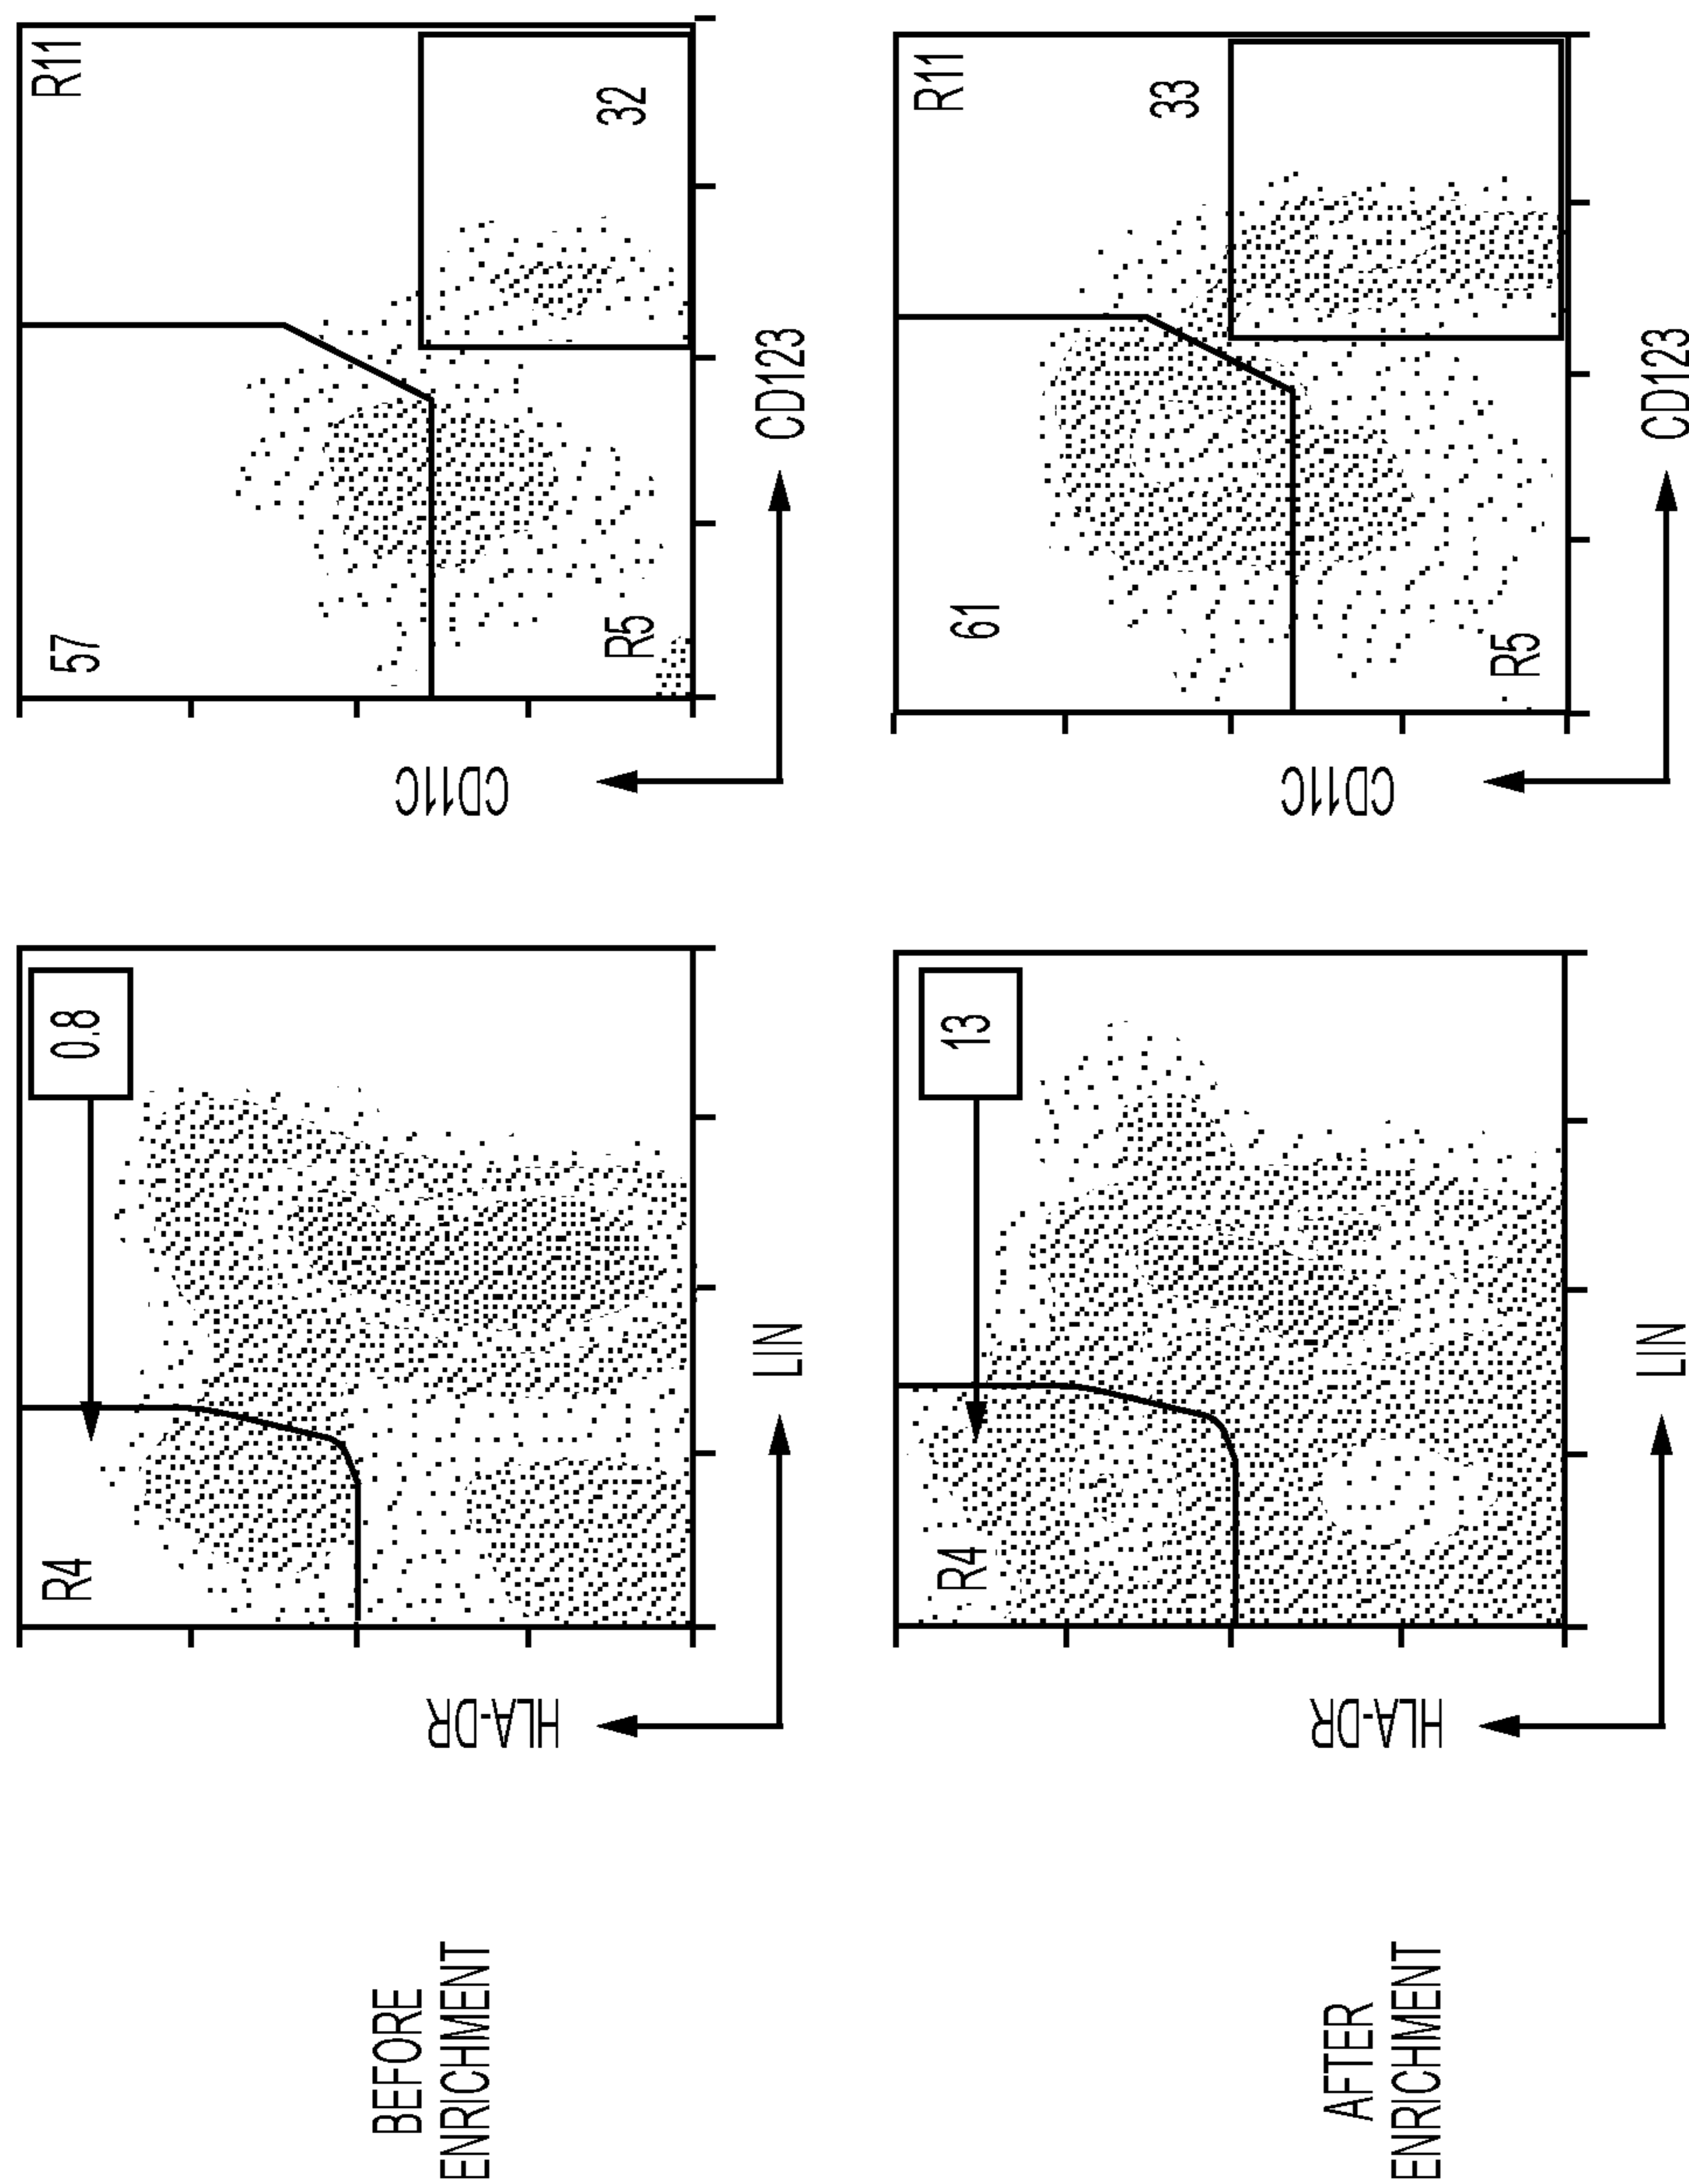 BEFORE
ENRICHMENT
R4
0.8
HLA-DR
LIN
57
R11
R5
32
CD11C
CD123
AFTER
ENRICHMENT
R4
13
HLA-DR
LIN
61
R11
33
R5
CD11C
CD123